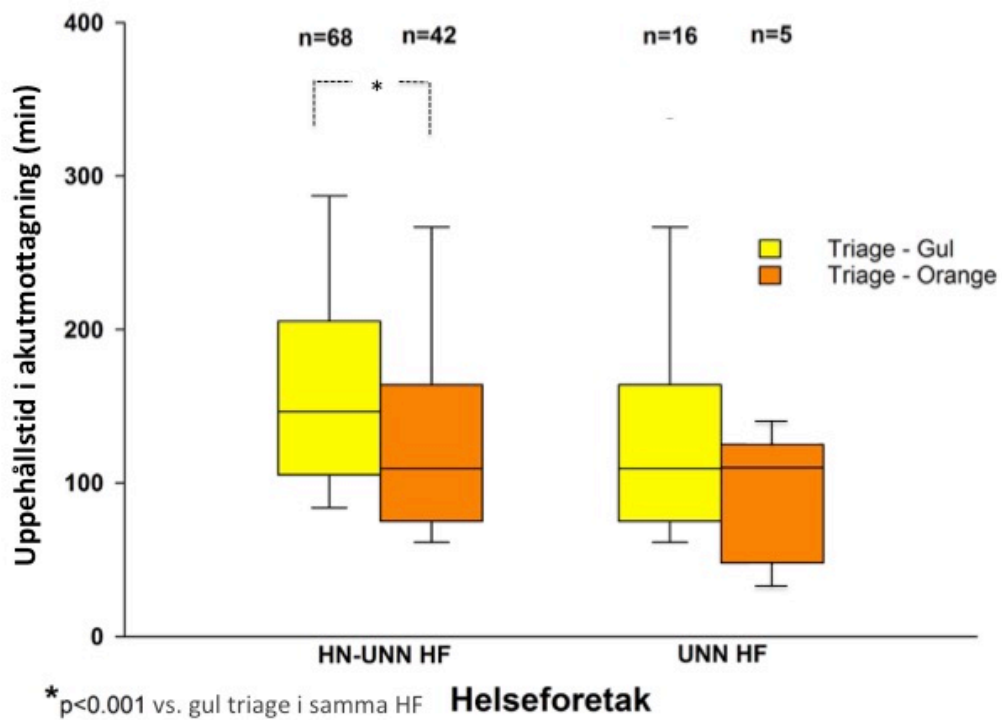 400
n=68 n=42 n=16 n=5
*
300
200
100
0
Uppehållstid i akutmottagning (min)
Triage - Gul
Triage - Orange
HN-UNN HF UNN HF
*p<0.001 vs. gul triage i samma HF Helseforetak